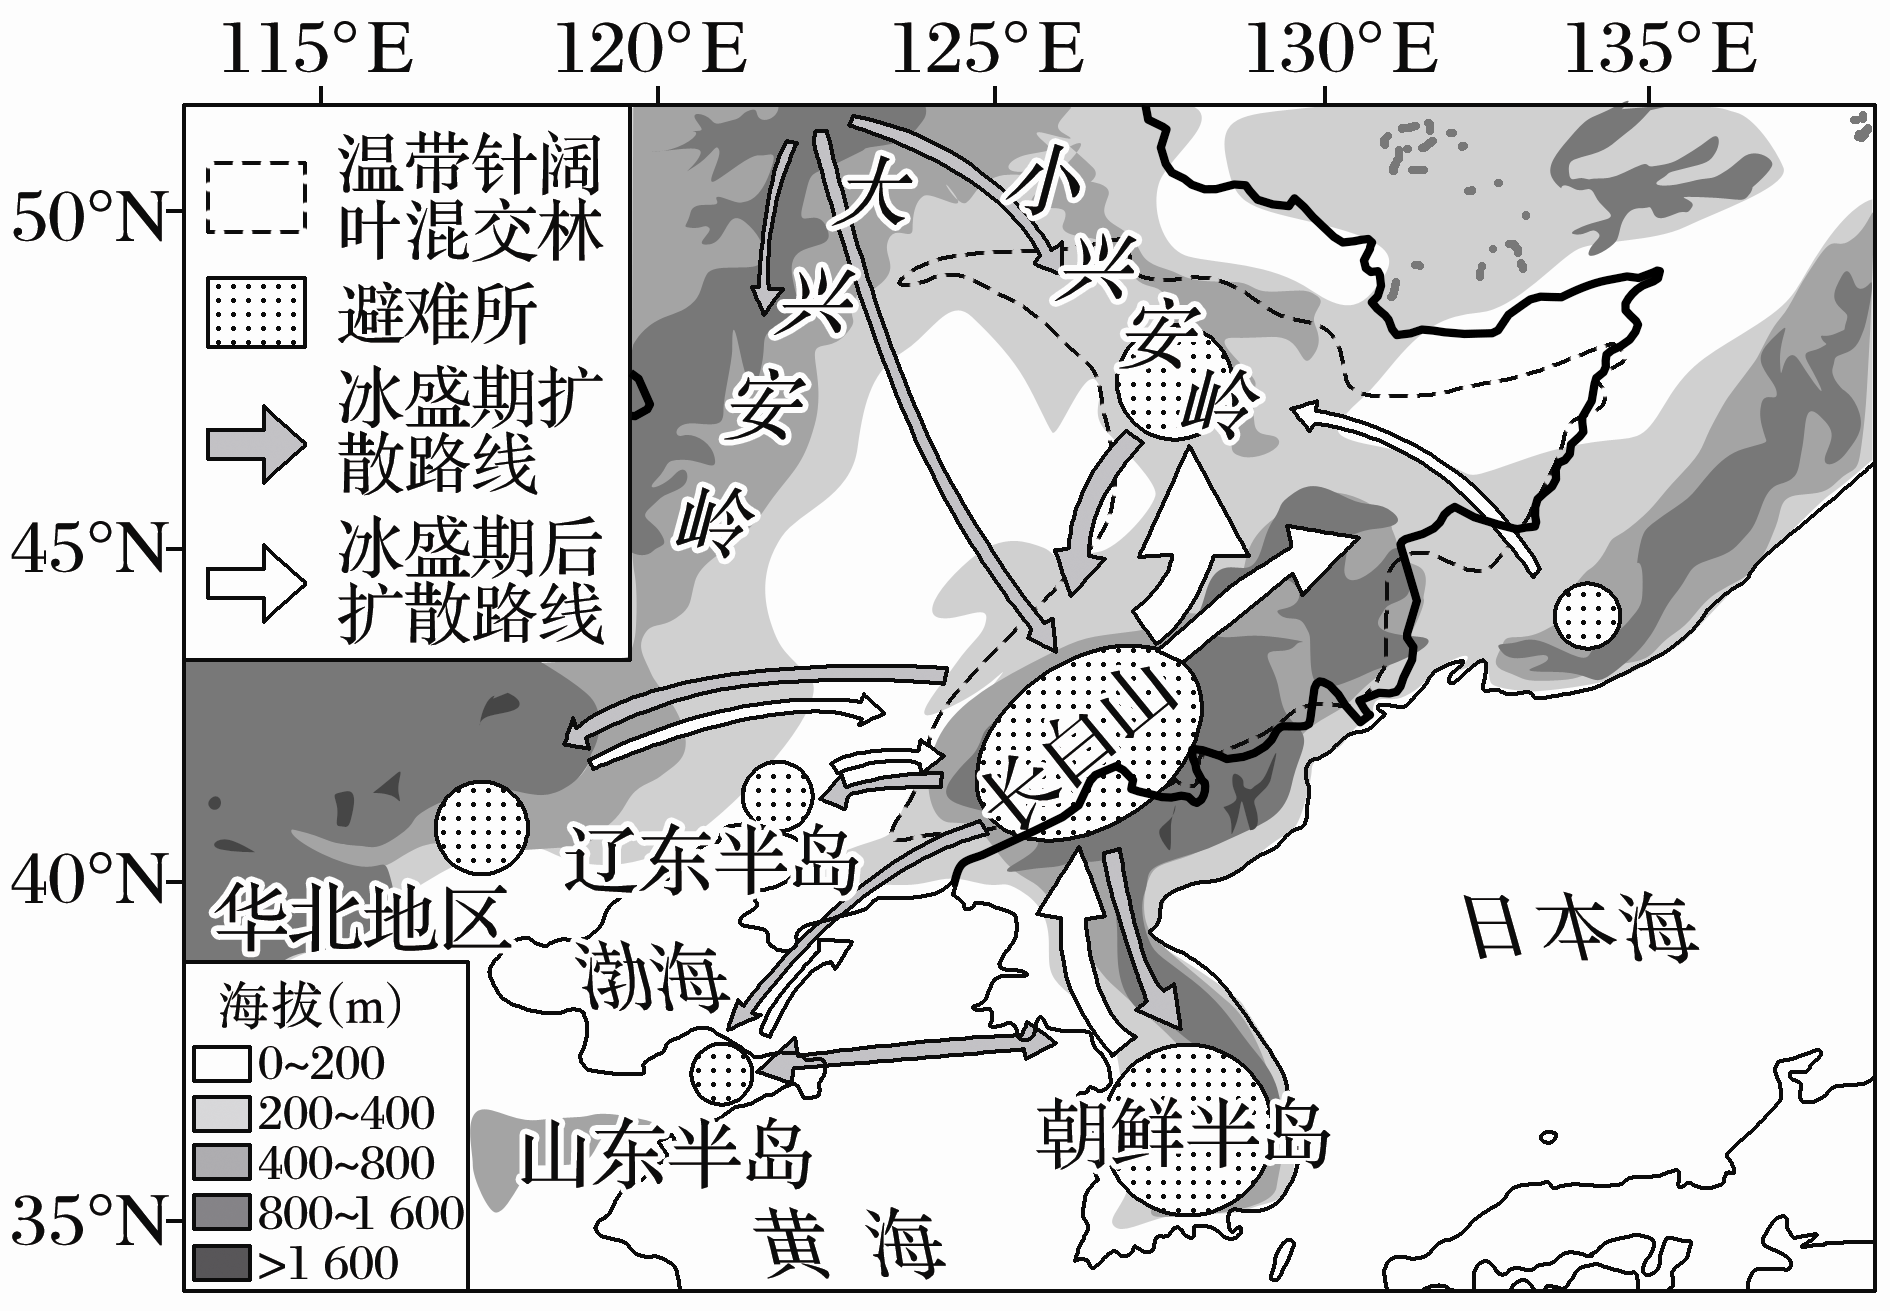 115°E 120°E 125°E 130°E 135°E
50°N
45°N
40°N
35°N
温带针阔
叶混交林
避难所
冰盛期扩
散路线
冰盛期后
扩散路线
大兴安岭
小兴安岭
长白山
辽东半岛
华北地区
渤海
日本海
山东半岛
朝鲜半岛
黄海
海拔(m)
0~200
200~400
400~800
800~1 600
>1 600